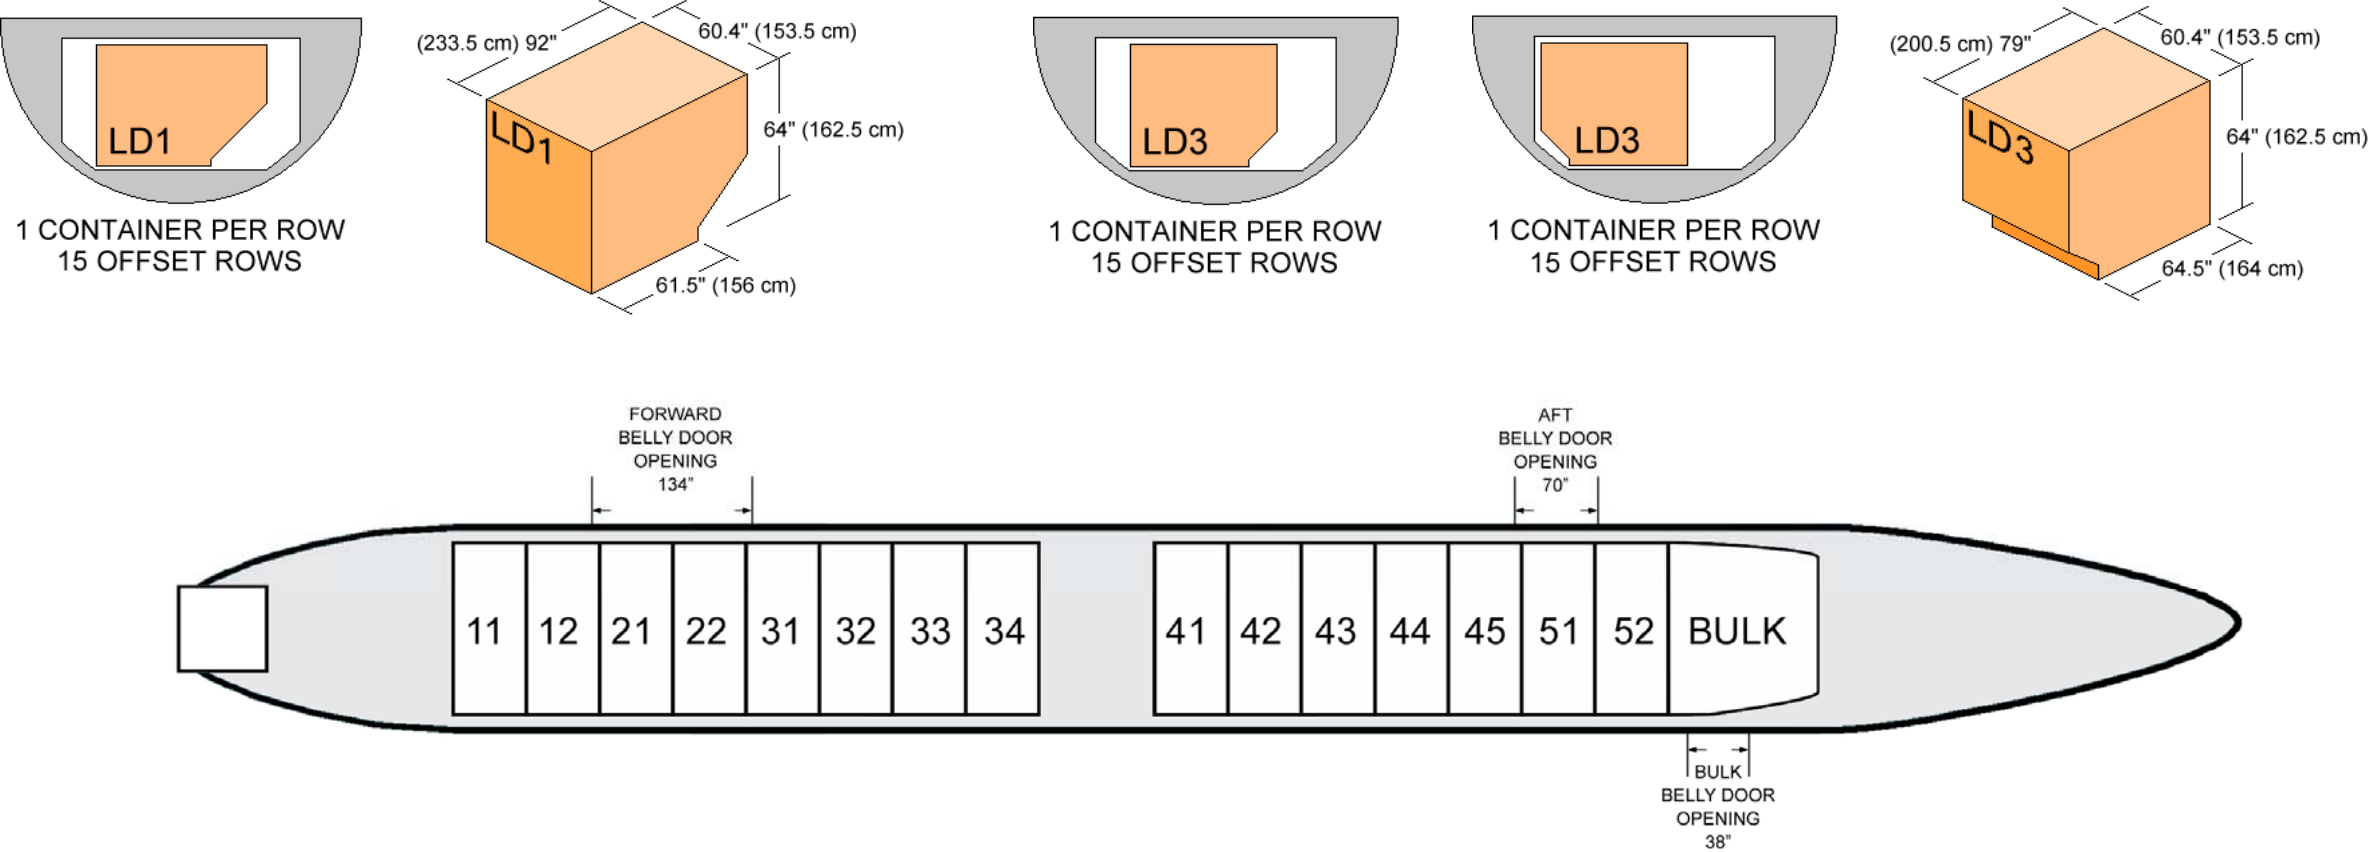 (233.5 cm) 92"
60.4" (153.5 cm)
LD1
LD1
64" (162.5 cm)
61.5" (156 cm)
1 CONTAINER PER ROW
15 OFFSET ROWS
LD3
1 CONTAINER PER ROW
15 OFFSET ROWS
LD3
1 CONTAINER PER ROW
15 OFFSET ROWS
(200.5 cm) 79"
60.4" (153.5 cm)
LD3
64" (162.5 cm)
64.5" (164 cm)
FORWARD
BELLY DOOR
OPENING
134"
AFT
BELLY DOOR
OPENING
70"
11 12 21 22 31 32 33 34 41 42 43 44 45 51 52 BULK
BULK
BELLY DOOR
OPENING
38"